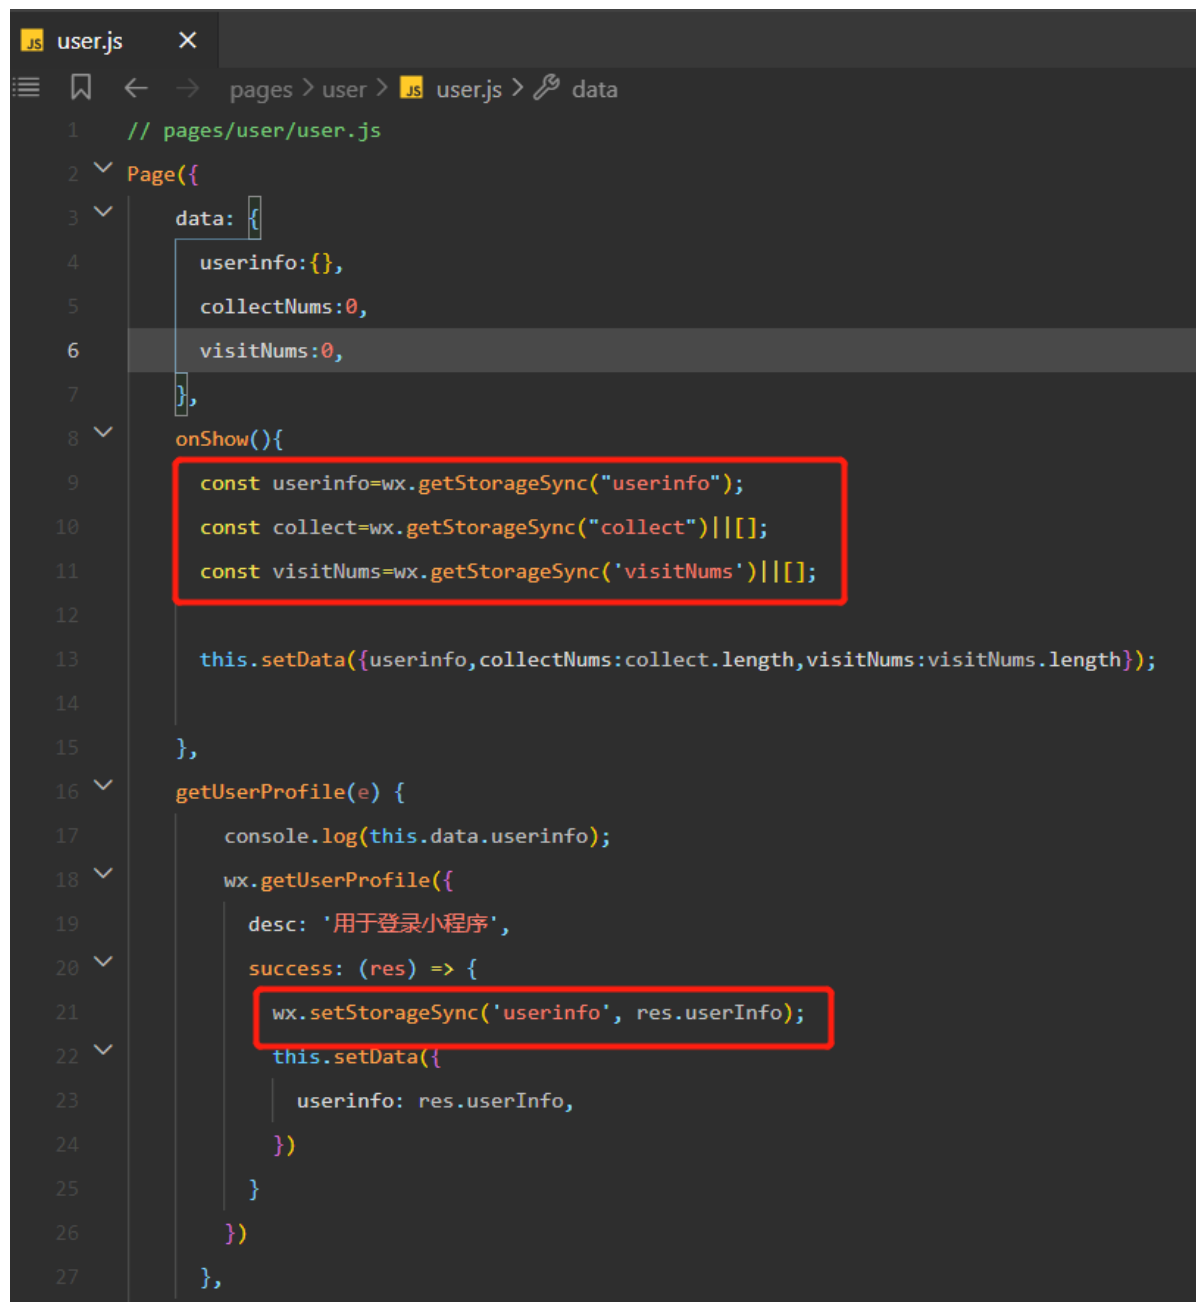 JS user.js ×
pages > user > JS user.js > data
1 // pages/user/user.js
2 Page({
3 data: {
4 userinfo:{},
5 collectNums:0,
6 visitNums:0,
7 },
8 onShow(){
9 const userinfo=wx.getStorageSync("userinfo");
10 const collect=wx.getStorageSync("collect")||[];
11 const visitNums=wx.getStorageSync('visitNums')||[];
12
13 this.setData({userinfo,collectNums:collect.length,visitNums:visitNums.length});
14
15 },
16 getUserProfile(e) {
17 console.log(this.data.userinfo);
18 wx.getUserProfile({
19 desc: '用于登录小程序',
20 success: (res) => {
21 wx.setStorageSync('userinfo', res.userInfo);
22 this.setData({
23 userinfo: res.userInfo,
24 })
25 }
26 })
27 },